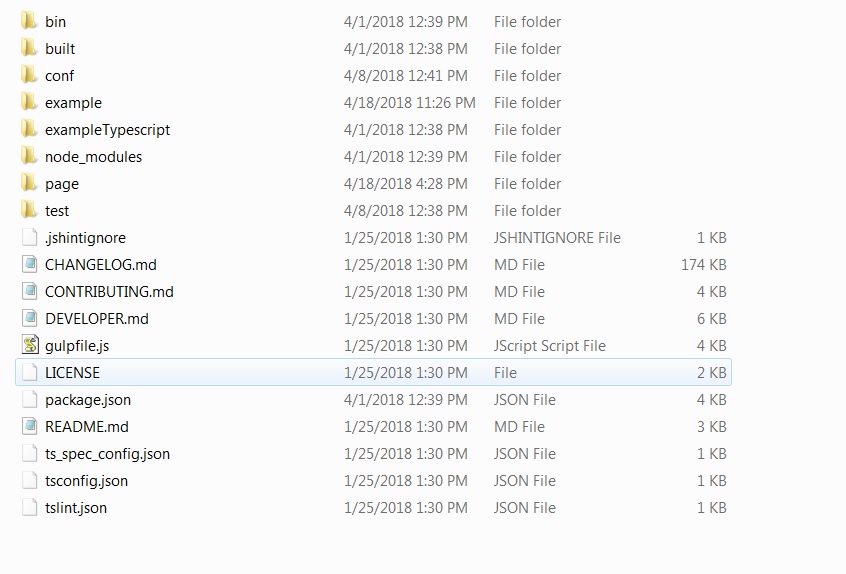 bin 4/1/2018 12:39 PM File folder
built 4/1/2018 12:38 PM File folder
conf 4/8/2018 12:41 PM File folder
example 4/18/2018 11:26 PM File folder
exampleTypescript 4/1/2018 12:38 PM File folder
node_modules 4/1/2018 12:39 PM File folder
page 4/18/2018 4:28 PM File folder
test 4/8/2018 12:38 PM File folder
.jshintignore 1/25/2018 1:30 PM JSHINTIGNORE File 1 KB
CHANGELOG.md 1/25/2018 1:30 PM MD File 174 KB
CONTRIBUTING.md 1/25/2018 1:30 PM MD File 4 KB
DEVELOPER.md 1/25/2018 1:30 PM MD File 6 KB
gulpfile.js 1/25/2018 1:30 PM JScript Script File 4 KB
LICENSE 1/25/2018 1:30 PM File 2 KB
package.json 4/1/2018 12:39 PM JSON File 4 KB
README.md 1/25/2018 1:30 PM MD File 3 KB
ts_spec_config.json 1/25/2018 1:30 PM JSON File 1 KB
tsconfig.json 1/25/2018 1:30 PM JSON File 1 KB
tslint.json 1/25/2018 1:30 PM JSON File 1 KB